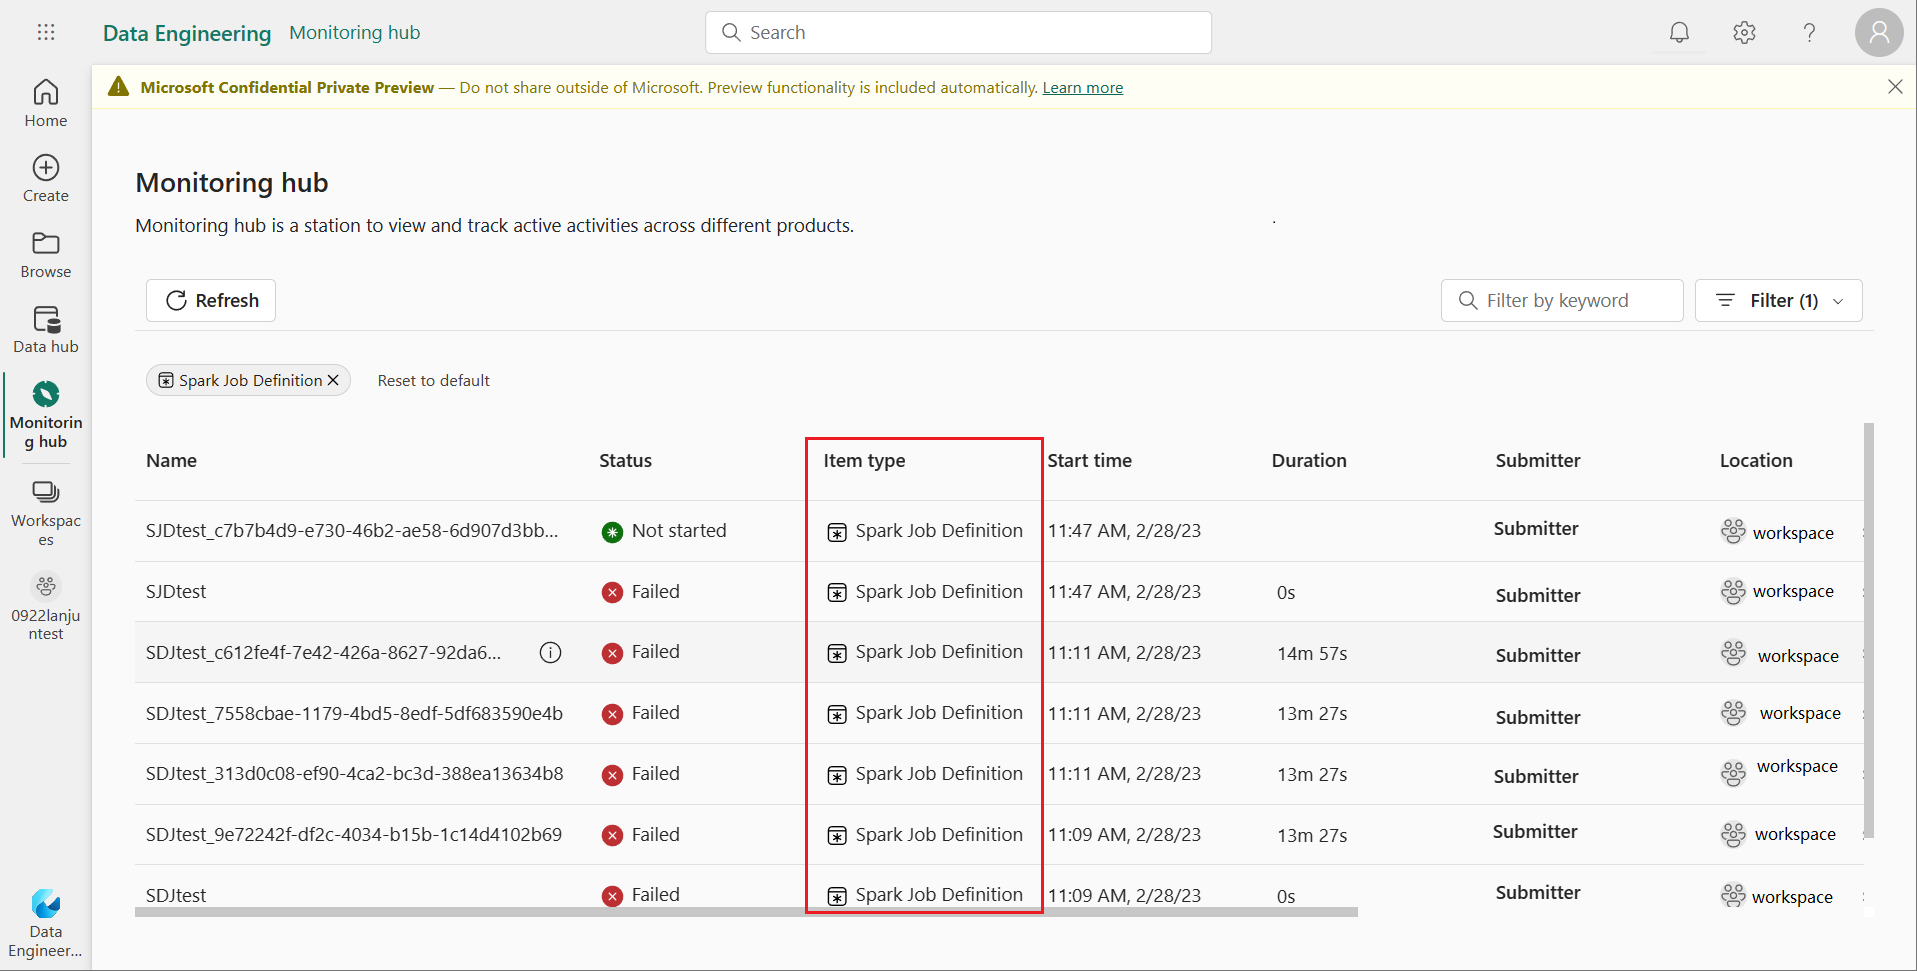 Data Engineering Monitoring hub Search
Microsoft Confidential Private Preview — Do not share outside of Microsoft. Preview functionality is included automatically. Learn more
Home
Create
Browse
Data hub
Monitorin
g hub
Workspac
es
0922lanju
ntest
Data
Engineer...
Monitoring hub
Monitoring hub is a station to view and track active activities across different products.
Refresh Filter by keyword Filter (1)
Spark Job Definition Reset to default
Name Status Item type Start time Duration Submitter Location
SJDtest_c7b7b4d9-e730-46b2-ae58-6d907d3bb... Not started Spark Job Definition 11:47 AM, 2/28/23 Submitter workspace
SJDtest Failed Spark Job Definition 11:47 AM, 2/28/23 0s Submitter workspace
SDJtest_c612fe4f-7e42-426a-8627-92da6... Failed Spark Job Definition 11:11 AM, 2/28/23 14m 57s Submitter workspace
SDJtest_7558cbae-1179-4bd5-8edf-5df683590e4b Failed Spark Job Definition 11:11 AM, 2/28/23 13m 27s Submitter workspace
SDJtest_313d0c08-ef90-4ca2-bc3d-388ea13634b8 Failed Spark Job Definition 11:11 AM, 2/28/23 13m 27s Submitter workspace
SDJtest_9e72242f-df2c-4034-b15b-1c14d4102b69 Failed Spark Job Definition 11:09 AM, 2/28/23 13m 27s Submitter workspace
SDJtest Failed Spark Job Definition 11:09 AM, 2/28/23 0s Submitter workspace